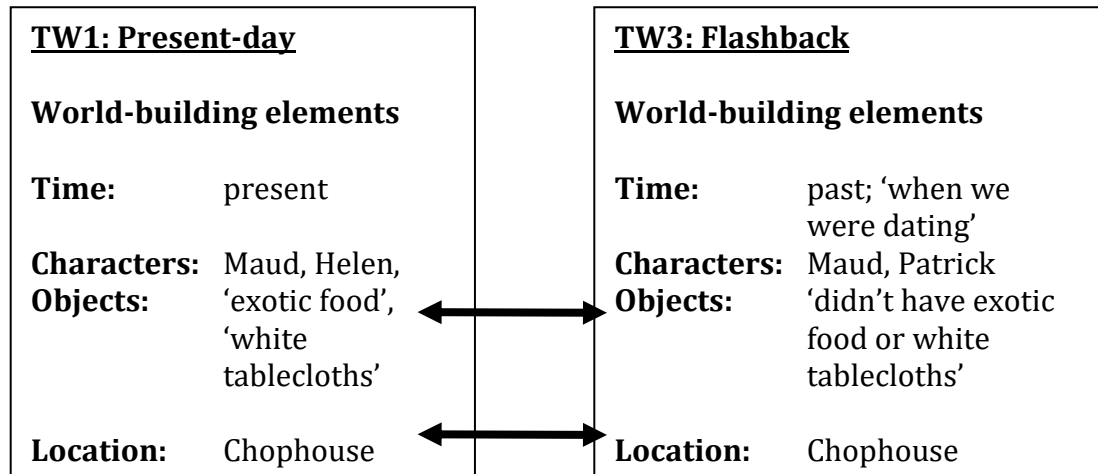 TW1: Present-day
World-building elements
Time: present
Characters: Maud, Helen,
Objects: ‘exotic food’,
‘white
tablecloths’
Location: Chophouse
TW3: Flashback
World-building elements
Time: past; ‘when we
were dating’
Characters: Maud, Patrick
Objects: ‘didn’t have exotic
food or white
tablecloths’
Location: Chophouse